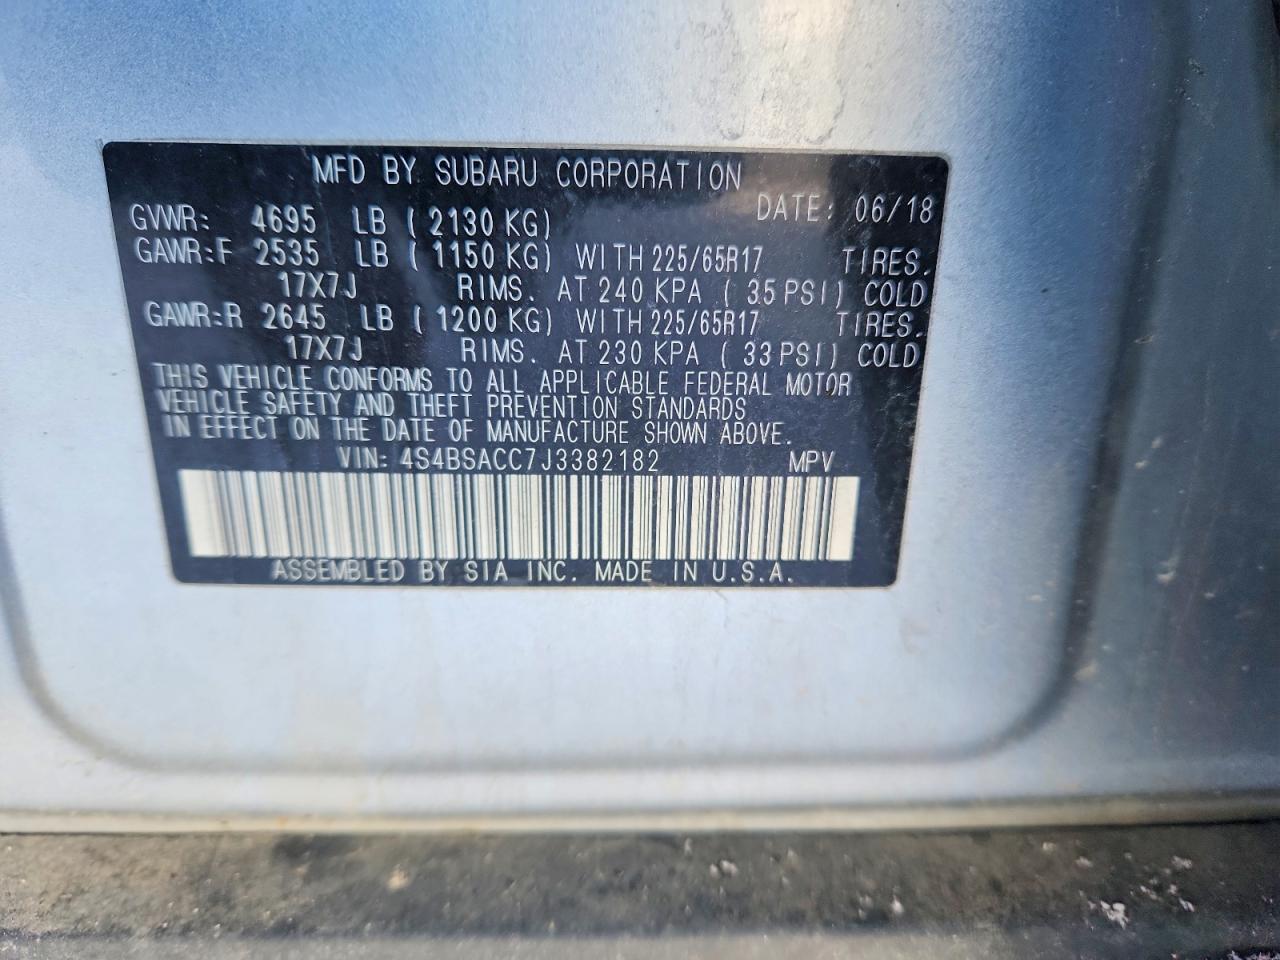 MFD BY SUBARU CORPORATION
DATE: 06/18
GVWR: 4695 LB (2130 KG)
GAWR:F 2535 LB (1150 KG) WITH 225/65R17 TIRES.
17X7J RIMS. AT 240 KPA (35 PSI) COLD
GAWR:R 2645 LB (1200 KG) WITH 225/65R17 TIRES.
17X7J RIMS. AT 230 KPA (33 PSI) COLD
THIS VEHICLE CONFORMS TO ALL APPLICABLE FEDERAL MOTOR
VEHICLE SAFETY AND THEFT PREVENTION STANDARDS
IN EFFECT ON THE DATE OF MANUFACTURE SHOWN ABOVE.
VIN: 4S4BSACC7J3382182 MPV
ASSEMBLED BY SIA INC. MADE IN U.S.A.